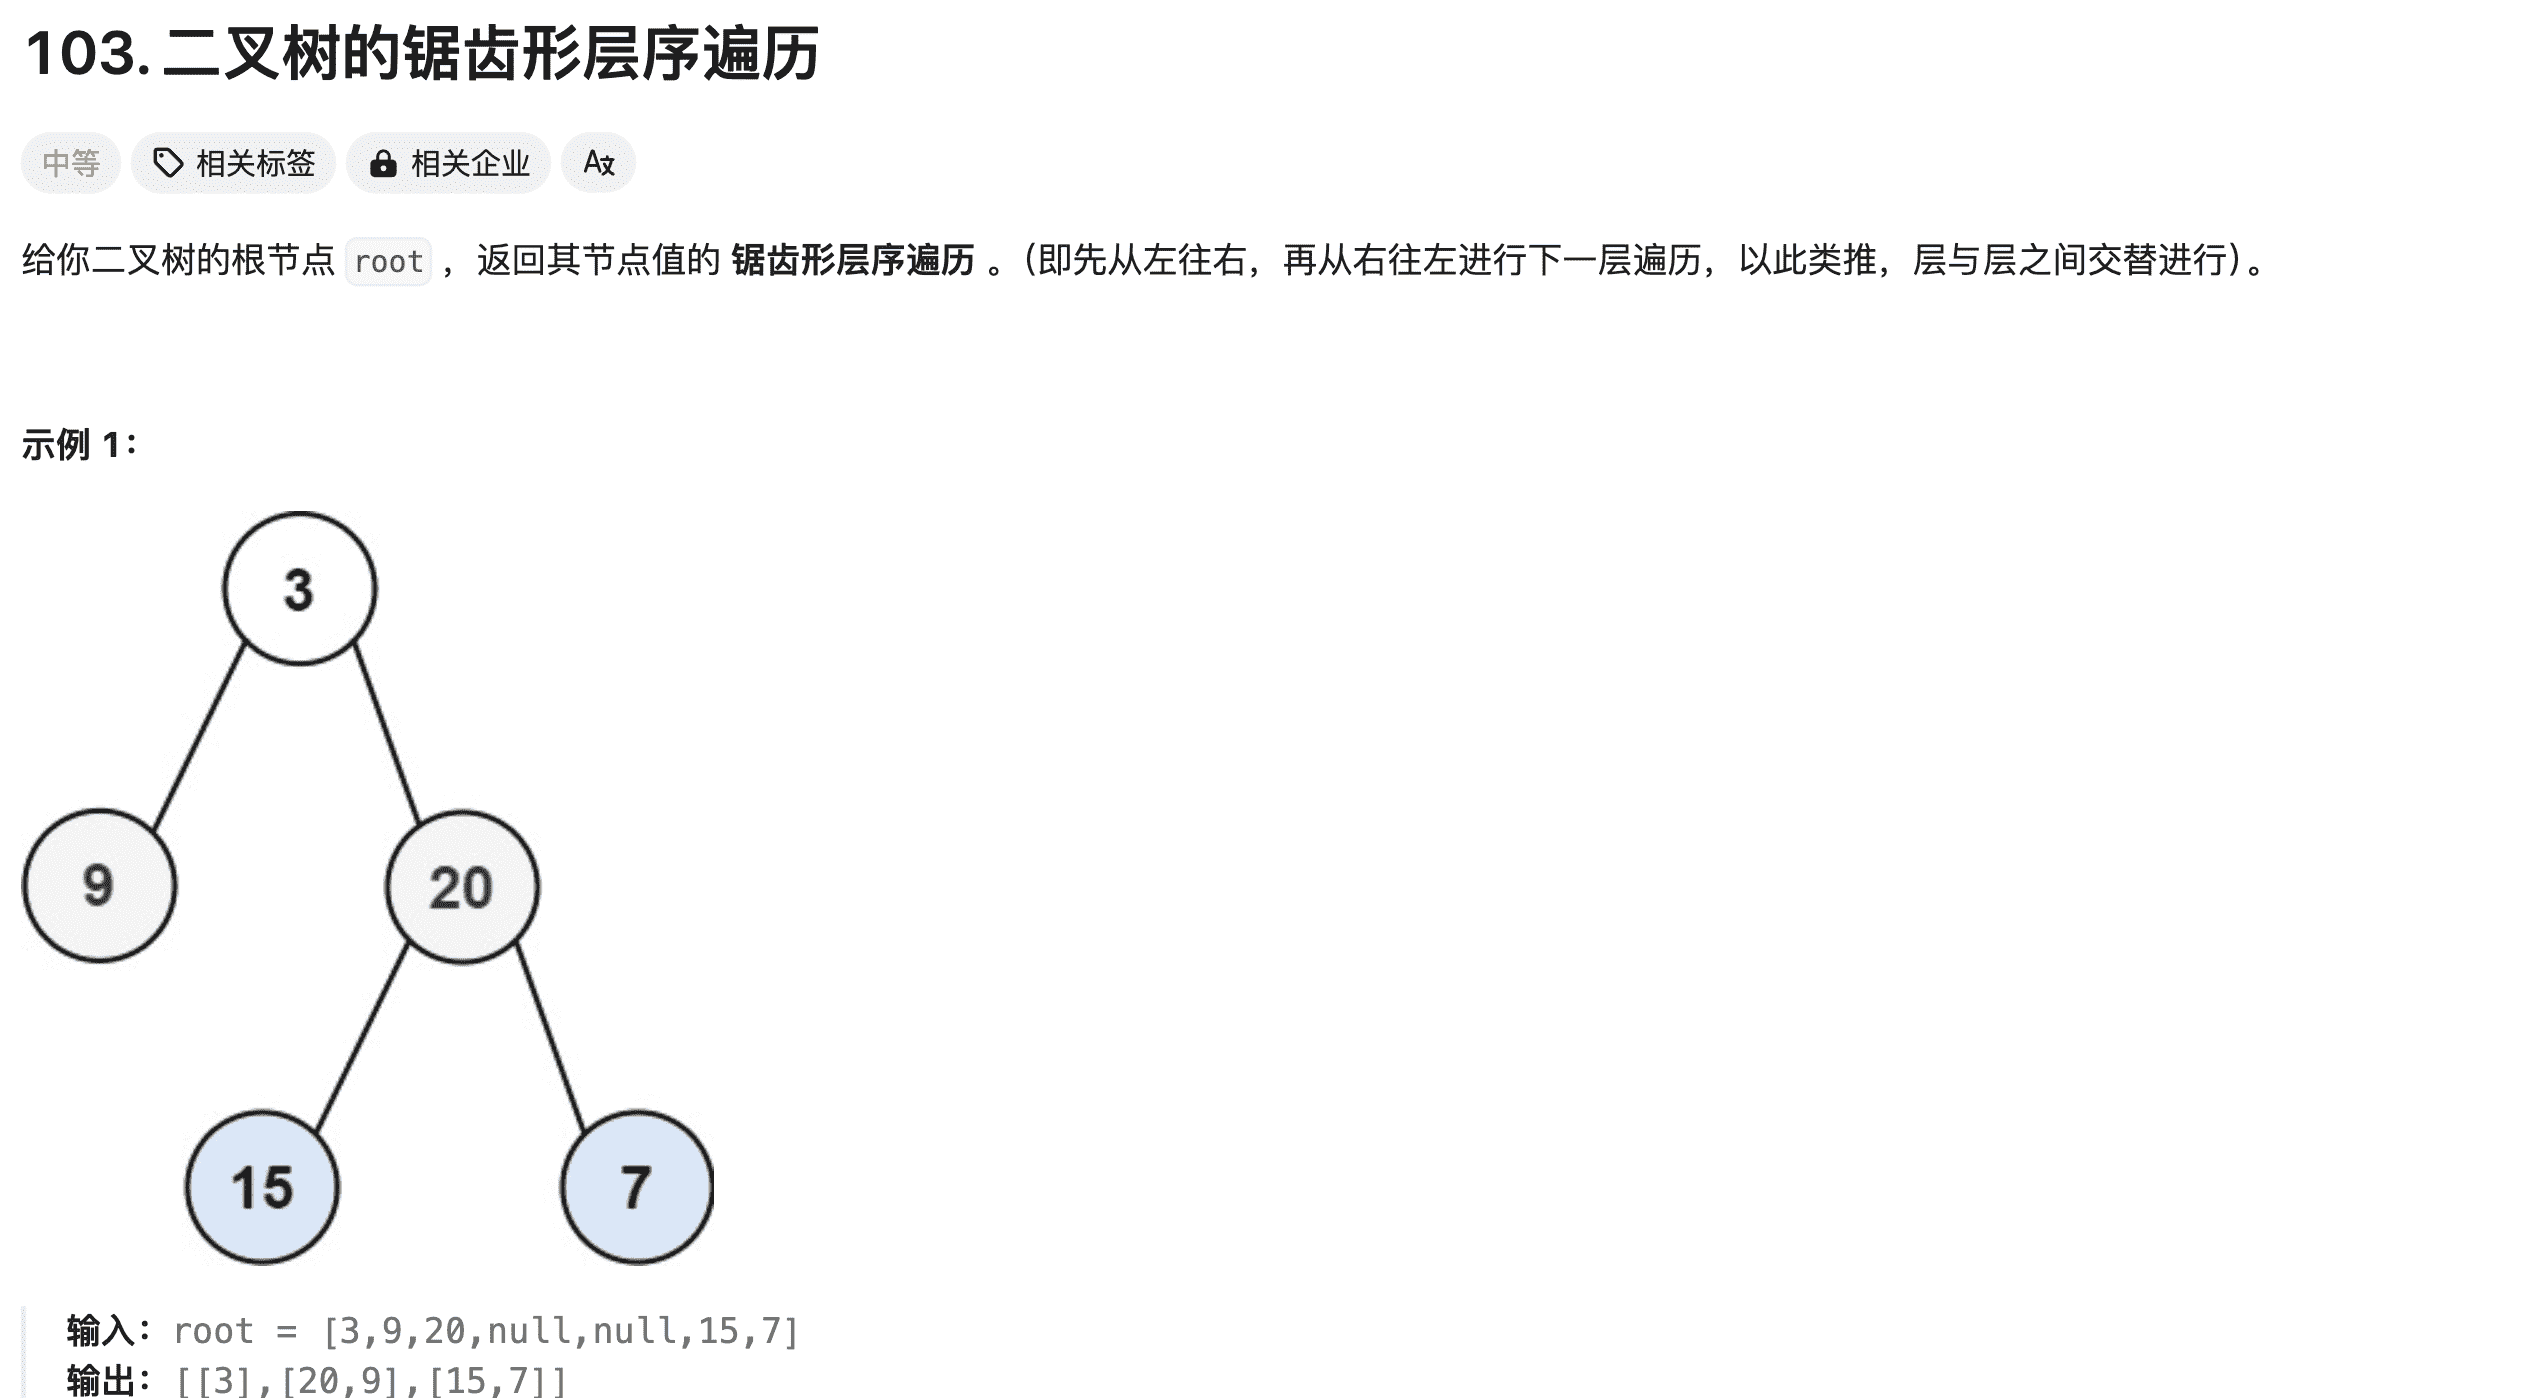 103. 二叉树的锯齿形层序遍历
中等 相关标签 相关企业
给你二叉树的根节点 root ，返回其节点值的 锯齿形层序遍历 。（即先从左往右，再从右往左进行下一层遍历，以此类推，层与层之间交替进行）。
示例 1：
3
9 20
15 7
输入：root = [3,9,20,null,null,15,7]
输出：[[3],[20,9],[15,7]]